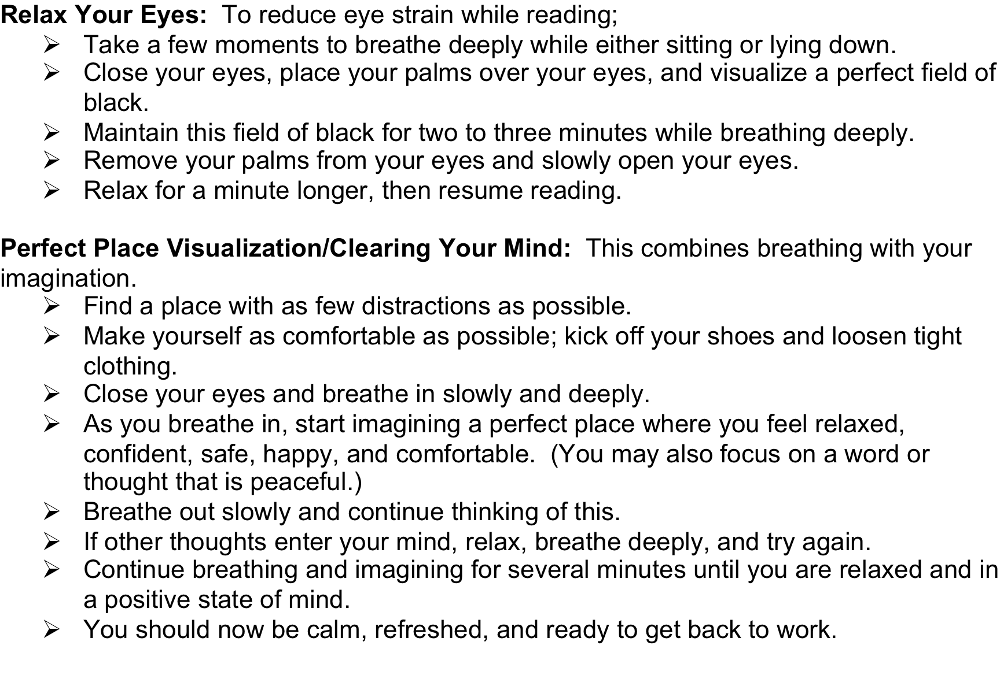 Relax Your Eyes:  To reduce eye strain while reading;
➢ Take a few moments to breathe deeply while either sitting or lying down.
➢ Close your eyes, place your palms over your eyes, and visualize a perfect field of
black.
➢ Maintain this field of black for two to three minutes while breathing deeply.
➢ Remove your palms from your eyes and slowly open your eyes.
➢ Relax for a minute longer, then resume reading.
Perfect Place Visualization/Clearing Your Mind:  This combines breathing with your
imagination.
➢ Find a place with as few distractions as possible.
➢ Make yourself as comfortable as possible; kick off your shoes and loosen tight
clothing.
➢ Close your eyes and breathe in slowly and deeply.
➢ As you breathe in, start imagining a perfect place where you feel relaxed,
confident, safe, happy, and comfortable.  (You may also focus on a word or
thought that is peaceful.)
➢ Breathe out slowly and continue thinking of this.
➢ If other thoughts enter your mind, relax, breathe deeply, and try again.
➢ Continue breathing and imagining for several minutes until you are relaxed and in
a positive state of mind.
➢ You should now be calm, refreshed, and ready to get back to work.